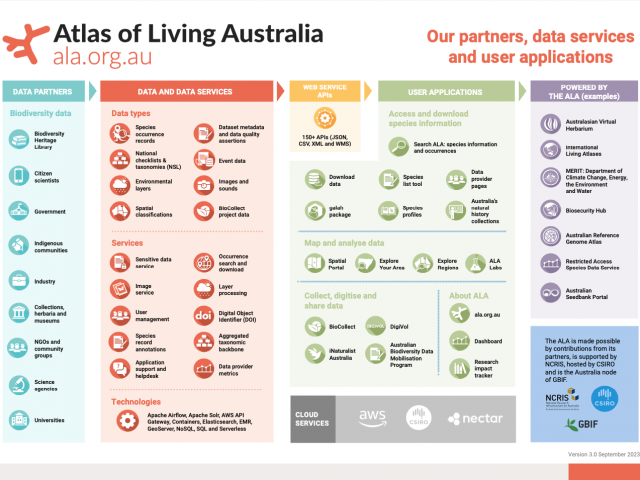 Atlas of Living Australia
ala.org.au
Our partners, data services
and user applications
DATA PARTNERS
Biodiversity data
Biodiversity
Heritage
Library
Citizen
scientists
Government
Indigenous
communities
Industry
Collections,
herbaria and
museums
NGOs and
community
groups
Science
agencies
Universities
DATA AND DATA SERVICES
Data types
Species
occurrence
records
Dataset metadata
and data quality
assertions
National
checklists &
taxonomies (NSL)
Event data
Environmental
layers
Images and
sounds
Spatial
classifications
BioCollect
project data
Services
Sensitive data
service
Occurrence
search and
download
Image
service
Layer
processing
User
management
doi
Digital Object
Identifier (DOI)
Species
record
annotations
Aggregated
taxonomic
backbone
Application
support and
helpdesk
Data provider
metrics
Technologies
Apache Airflow, Apache Solr, AWS API
Gateway, Containers, Elasticsearch, EMR,
GeoServer, NoSQL, SQL and Serverless
WEB SERVICE
APIs
150+ APIs (JSON,
CSV, XML and WMS)
USER APPLICATIONS
Access and download
species information
Search ALA: species information
and occurrences
Download
data
Species
list tool
Data
provider
pages
galah
package
Species
profiles
Australia's
natural
history
collections
Map and analyse data
Spatial
Portal
Explore
Your Area
Explore
Regions
ALA
Labs
Collect, digitise and
share data
BioCollect
DigiVol
iNaturalist
Australia
Australian
Biodiversity Data
Mobilisation
Program
About ALA
ala.org.au
Dashboard
Research
impact
tracker
CLOUD
SERVICES
aws
CSIRO
nectar
POWERED BY
THE ALA (examples)
Australasian Virtual
Herbarium
International
Living Atlases
MERIT: Department of
Climate Change, Energy,
the Environment
and Water
Biosecurity Hub
Australian Reference
Genome Atlas
Restricted Access
Species Data Service
Australian
Seedbank Portal
The ALA is made possible
by contributions from its
partners, is supported by
NCRIS, hosted by CSIRO
and is the Australia node
of GBIF.
NCRIS
CSIRO
GBIF
Version 3.0 September 2023